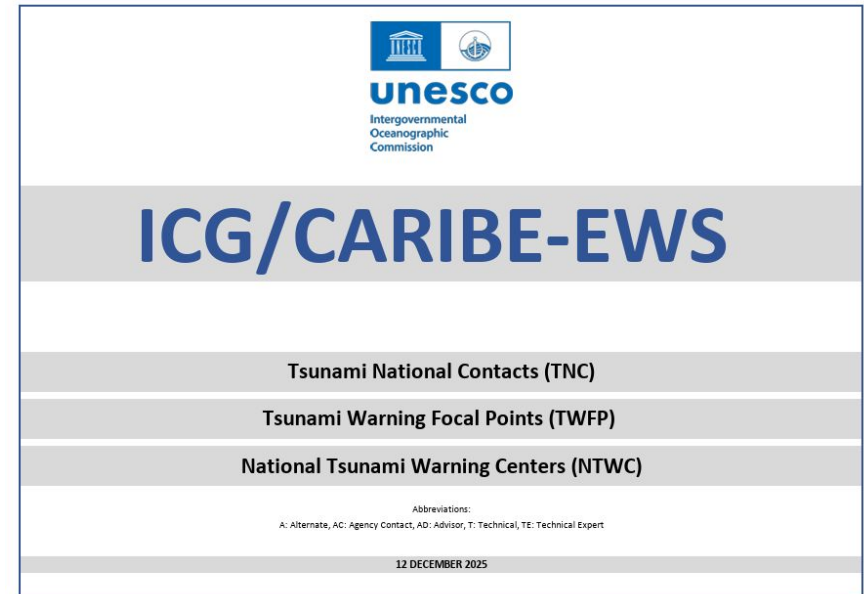 unesco
Intergovernmental
Oceanographic
Commission
ICG/CARIBE-EWS
Tsunami National Contacts (TNC)
Tsunami Warning Focal Points (TWFP)
National Tsunami Warning Centers (NTWC)
Abbreviations:
A: Alternate, AC: Agency Contact, AD: Advisor, T: Technical, TE: Technical Expert
12 DECEMBER 2025